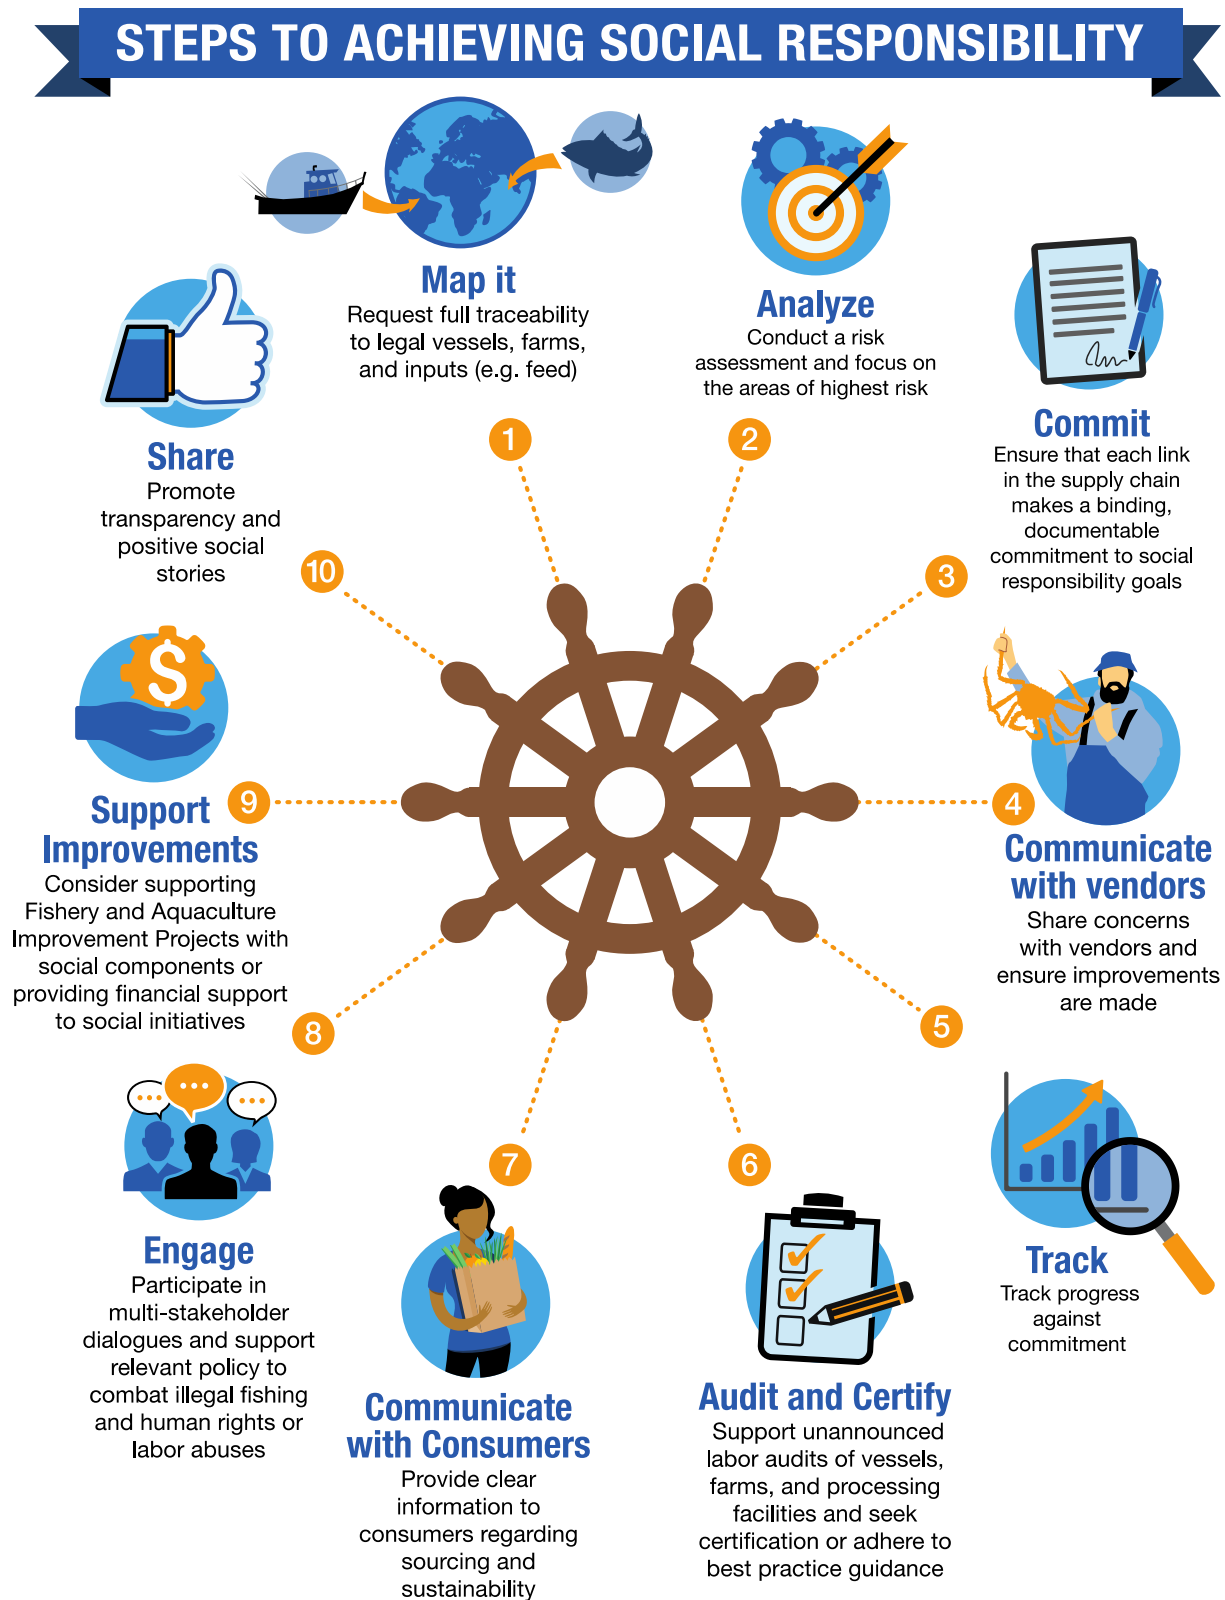 STEPS TO ACHIEVING SOCIAL RESPONSIBILITY
Map it
Request full traceability
to legal vessels, farms,
and inputs (e.g. feed)
1
Analyze
Conduct a risk
assessment and focus on
the areas of highest risk
2
Commit
Ensure that each link
in the supply chain
makes a binding,
documentable
commitment to social
responsibility goals
3
4
Communicate
with vendors
Share concerns
with vendors and
ensure improvements
are made
5
Track
Track progress
against
commitment
6
Audit and Certify
Support unannounced
labor audits of vessels,
farms, and processing
facilities and seek
certification or adhere to
best practice guidance
7
Communicate
with Consumers
Provide clear
information to
consumers regarding
sourcing and
sustainability
8
Engage
Participate in
multi-stakeholder
dialogues and support
relevant policy to
combat illegal fishing
and human rights or
labor abuses
9
$
Support
Improvements
Consider supporting
Fishery and Aquaculture
Improvement Projects with
social components or
providing financial support
to social initiatives
10
Share
Promote
transparency and
positive social
stories